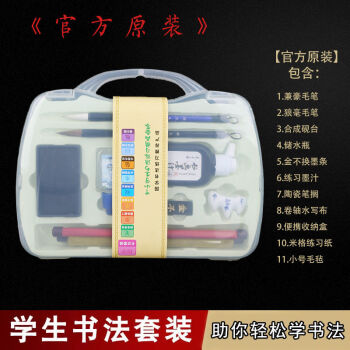 《官方原装》
【官方原装】
包含：
1.兼豪毛笔
2.狼毫毛笔
3.合成砚台
4.储水瓶
5.金不换墨条
6.练习墨汁
7.陶瓷笔搁
8.卷轴水写布
9.便携收纳盒
10.米格练习纸
11.小号毛毡
学生书法套装
助你轻松学书法